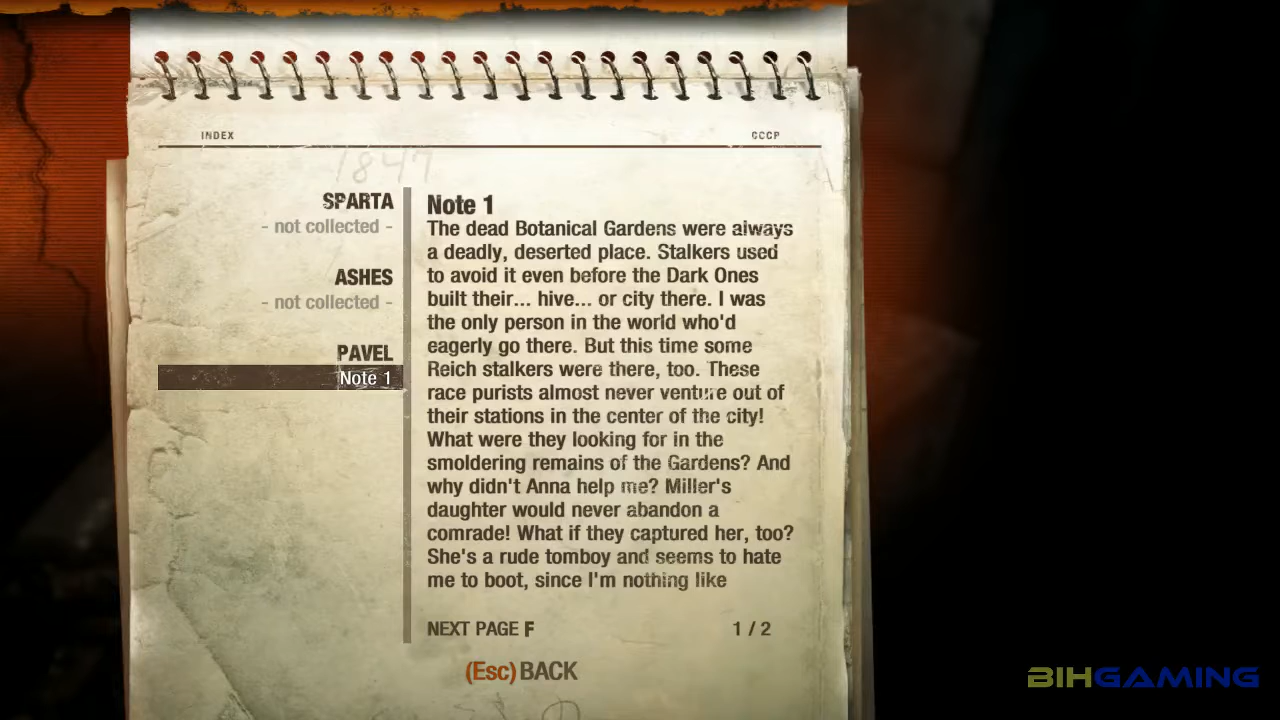 INDEX
CCCP
1847
SPARTA
- not collected -
ASHES
- not collected -
PAVEL
Note 1
Note 1
The dead Botanical Gardens were always
a deadly, deserted place. Stalkers used
to avoid it even before the Dark Ones
built their... hive... or city there. I was
the only person in the world who'd
eagerly go there. But this time some
Reich stalkers were there, too. These
race purists almost never venture out of
their stations in the center of the city!
What were they looking for in the
smoldering remains of the Gardens? And
why didn't Anna help me? Miller's
daughter would never abandon a
comrade! What if they captured her, too?
She's a rude tomboy and seems to hate
me to boot, since I'm nothing like
NEXT PAGE F
1 / 2
(Esc) BACK
BIHGAMING